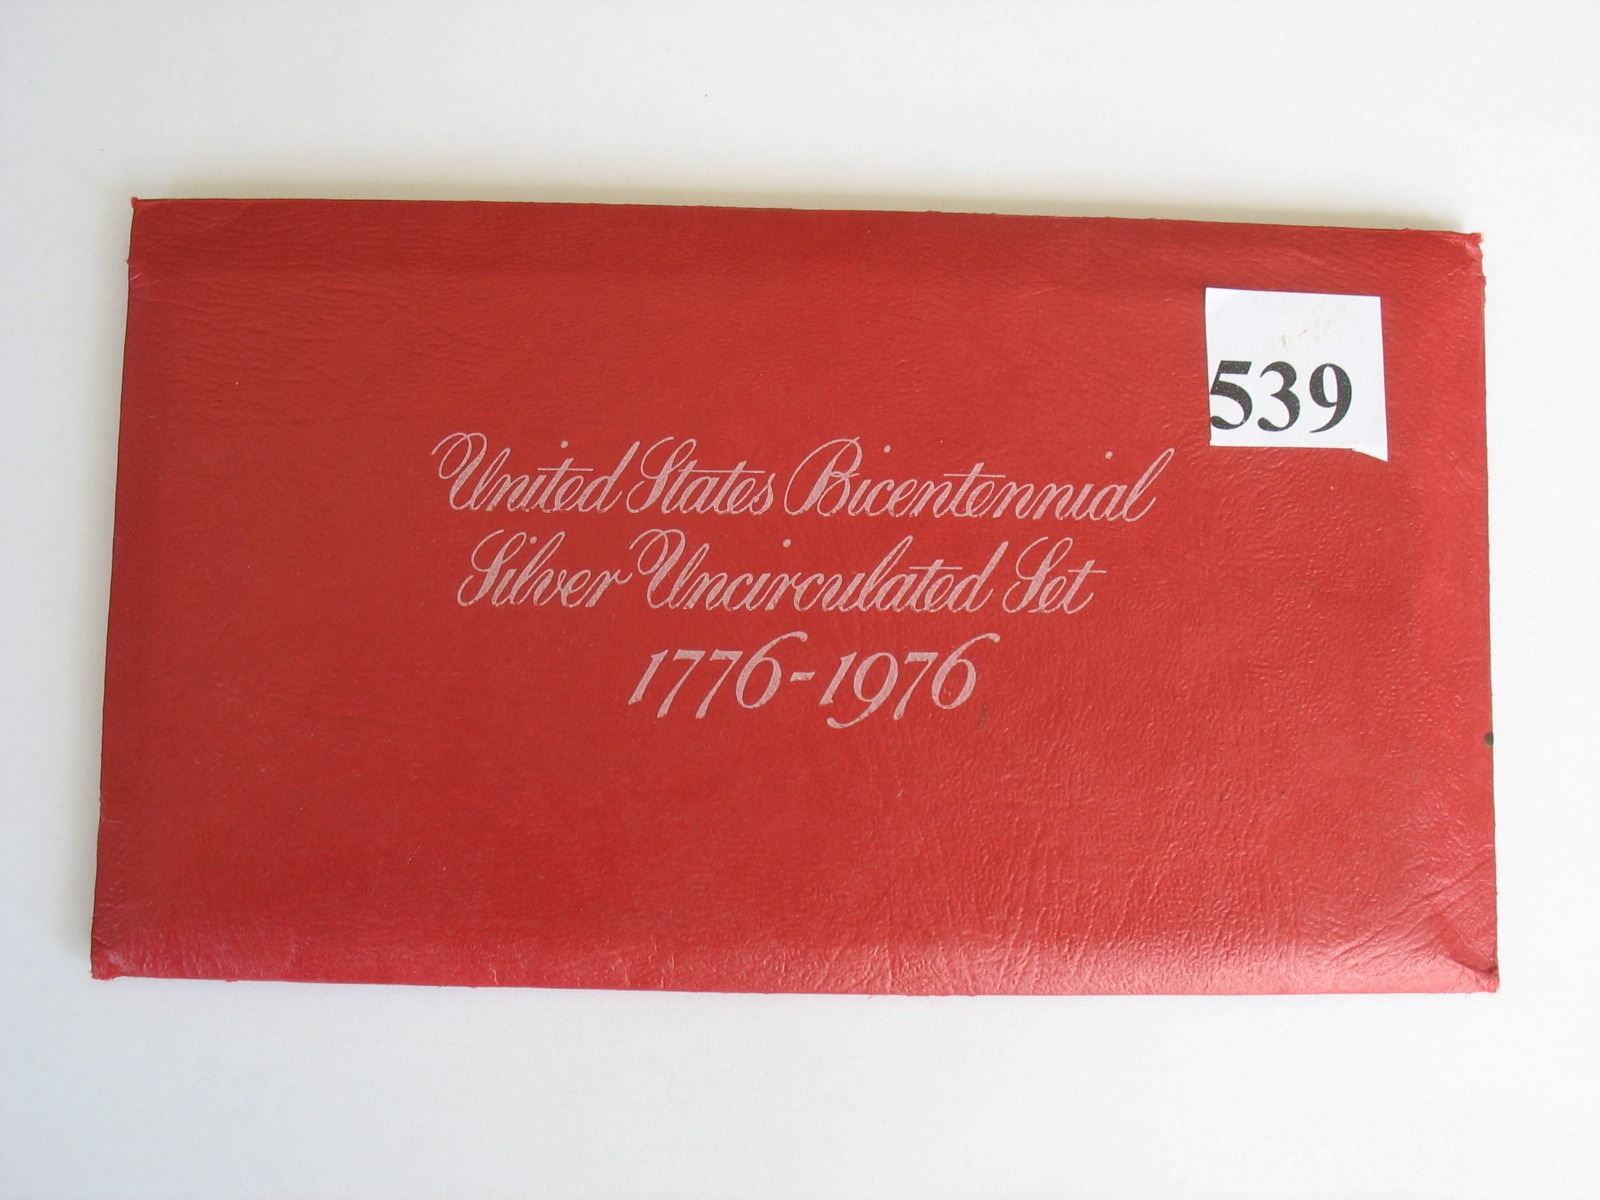 539
United States Bicentennial
Silver Uncirculated Set
1776-1976